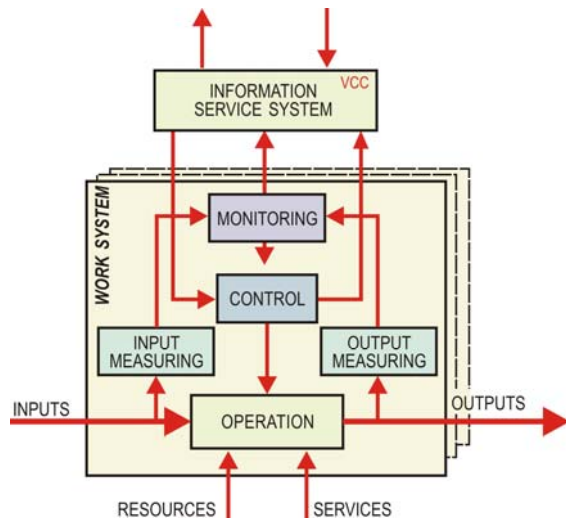 VCC
INFORMATION
SERVICE SYSTEM
WORK SYSTEM
MONITORING
CONTROL
INPUT
MEASURING
OUTPUT
MEASURING
INPUTS
OPERATION
OUTPUTS
RESOURCES
SERVICES